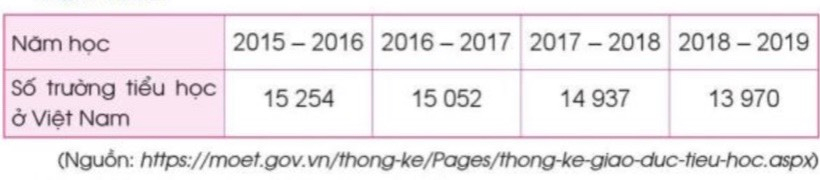 Năm học 2015 – 2016 2016 – 2017 2017 – 2018 2018 – 2019
Số trường tiểu học
ở Việt Nam 15 254 15 052 14 937 13 970
(Nguồn: https://moet.gov.vn/thong-ke/Pages/thong-ke-giao-duc-tieu-hoc.aspx)